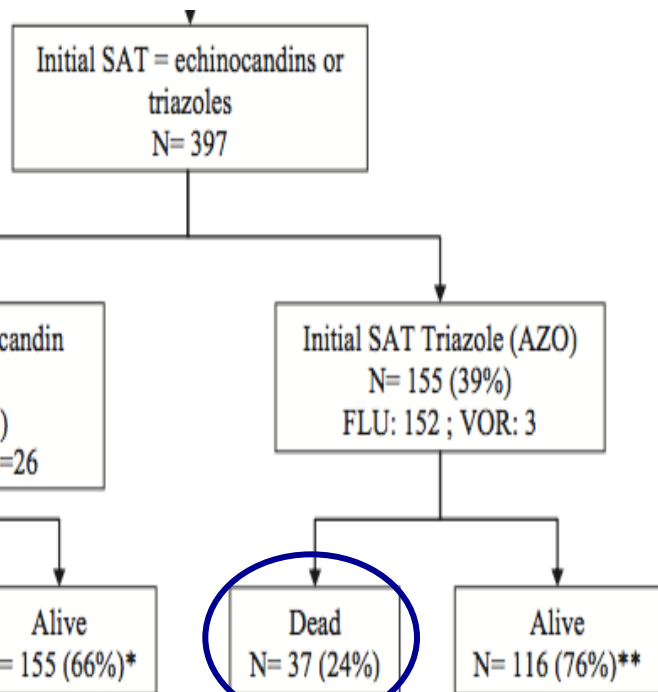 Initial SAT = echinocandins or
triazoles
N= 397
candin
)
=26
Initial SAT Triazole (AZO)
N= 155 (39%)
FLU: 152 ; VOR: 3
Alive
= 155 (66%)*
Dead
N= 37 (24%)
Alive
N= 116 (76%)**